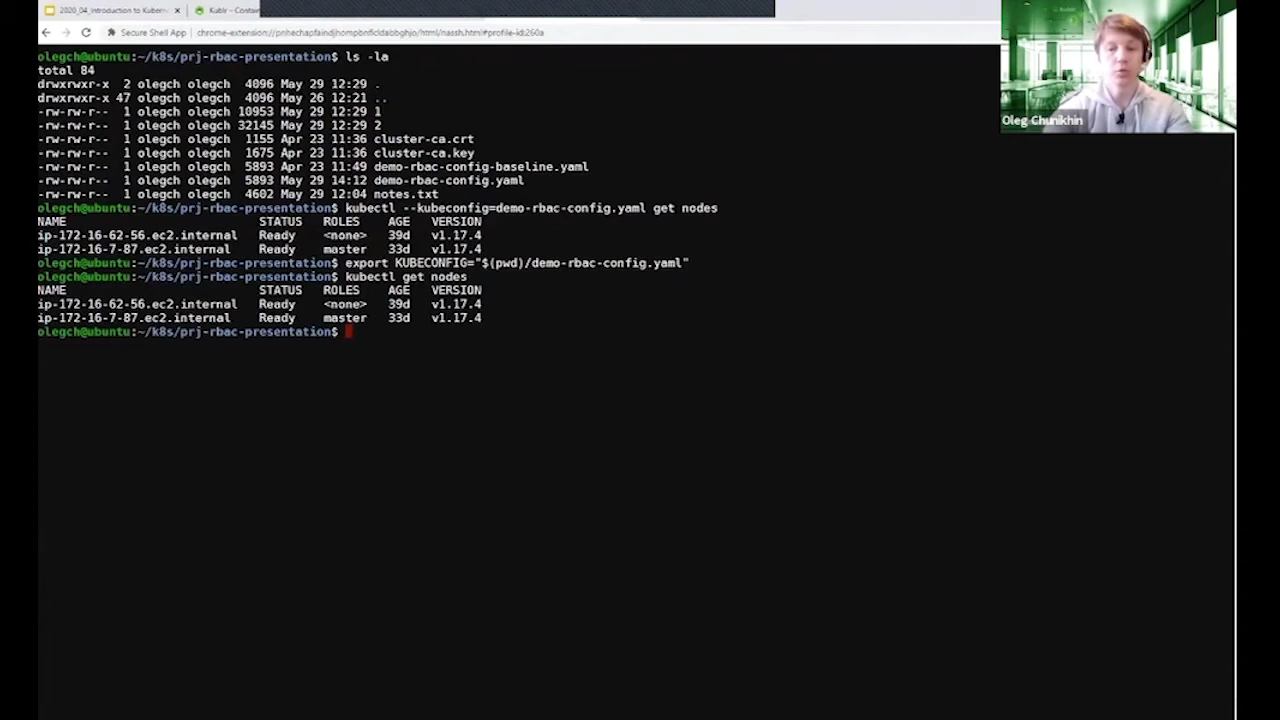 2020_04_Introduction to Kubern
Kublr - Contain
Secure Shell App | chrome-extension://pnhechapfaindjhompbnflcldabbghjo/html/nassh.html#profile-id:260a
Oleg Chunikhin
olegch@ubuntu:~/k8s/prj-rbac-presentation$ ls -la
total 84
drwxrwxr-x  2 olegch olegch  4096 May 29 12:29 .
drwxrwxr-x 47 olegch olegch  4096 May 26 12:21 ..
-rw-rw-r--  1 olegch olegch 10953 May 29 12:29 1
-rw-rw-r--  1 olegch olegch 32145 May 29 12:29 2
-rw-rw-r--  1 olegch olegch  1155 Apr 23 11:36 cluster-ca.crt
-rw-rw-r--  1 olegch olegch  1675 Apr 23 11:36 cluster-ca.key
-rw-rw-r--  1 olegch olegch  5893 Apr 23 11:49 demo-rbac-config-baseline.yaml
-rw-rw-r--  1 olegch olegch  5893 May 29 14:12 demo-rbac-config.yaml
-rw-rw-r--  1 olegch olegch  4602 May 29 12:04 notes.txt
olegch@ubuntu:~/k8s/prj-rbac-presentation$ kubectl --kubeconfig=demo-rbac-config.yaml get nodes
NAME                          STATUS   ROLES    AGE   VERSION
ip-172-16-62-56.ec2.internal   Ready    <none>   39d   v1.17.4
ip-172-16-7-87.ec2.internal    Ready    master   33d   v1.17.4
olegch@ubuntu:~/k8s/prj-rbac-presentation$ export KUBECONFIG="$(pwd)/demo-rbac-config.yaml"
olegch@ubuntu:~/k8s/prj-rbac-presentation$ kubectl get nodes
NAME                          STATUS   ROLES    AGE   VERSION
ip-172-16-62-56.ec2.internal   Ready    <none>   39d   v1.17.4
ip-172-16-7-87.ec2.internal    Ready    master   33d   v1.17.4
olegch@ubuntu:~/k8s/prj-rbac-presentation$